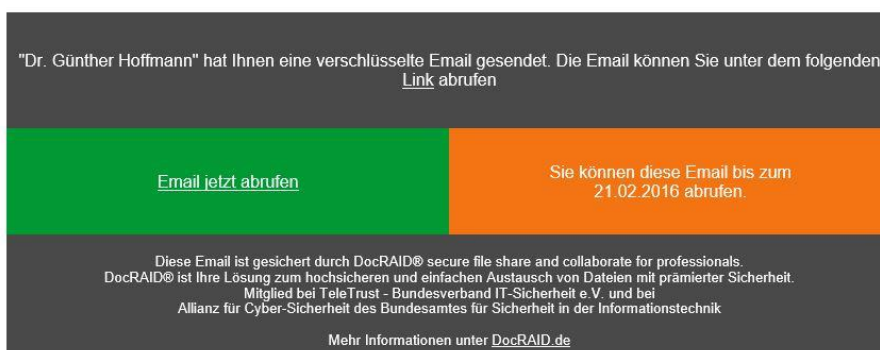 "Dr. Günther Hoffmann" hat Ihnen eine verschlüsselte Email gesendet. Die Email können Sie unter dem folgenden
Link abrufen
Email jetzt abrufen
Sie können diese Email bis zum
21.02.2016 abrufen.
Diese Email ist gesichert durch DocRAID® secure file share and collaborate for professionals.
DocRAID® ist Ihre Lösung zum hochsicheren und einfachen Austausch von Dateien mit prämierter Sicherheit.
Mitglied bei TeleTrust - Bundesverband IT-Sicherheit e.V. und bei
Allianz für Cyber-Sicherheit des Bundesamtes für Sicherheit in der Informationstechnik
Mehr Informationen unter DocRAID.de